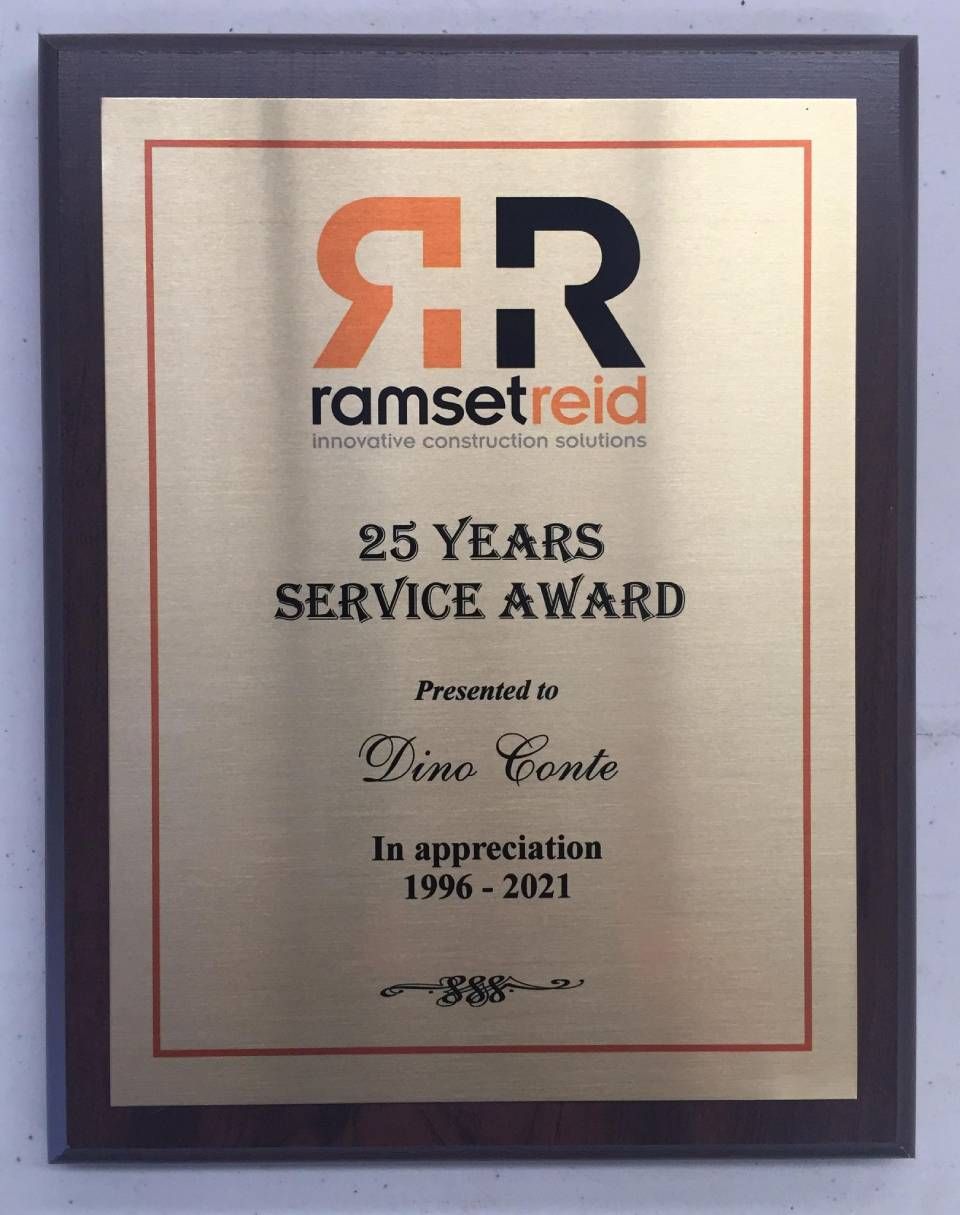 RR
ramsetreid
innovative construction solutions
25 YEARS
SERVICE AWARD
Presented to
Dino Conte
In appreciation
1996 - 2021